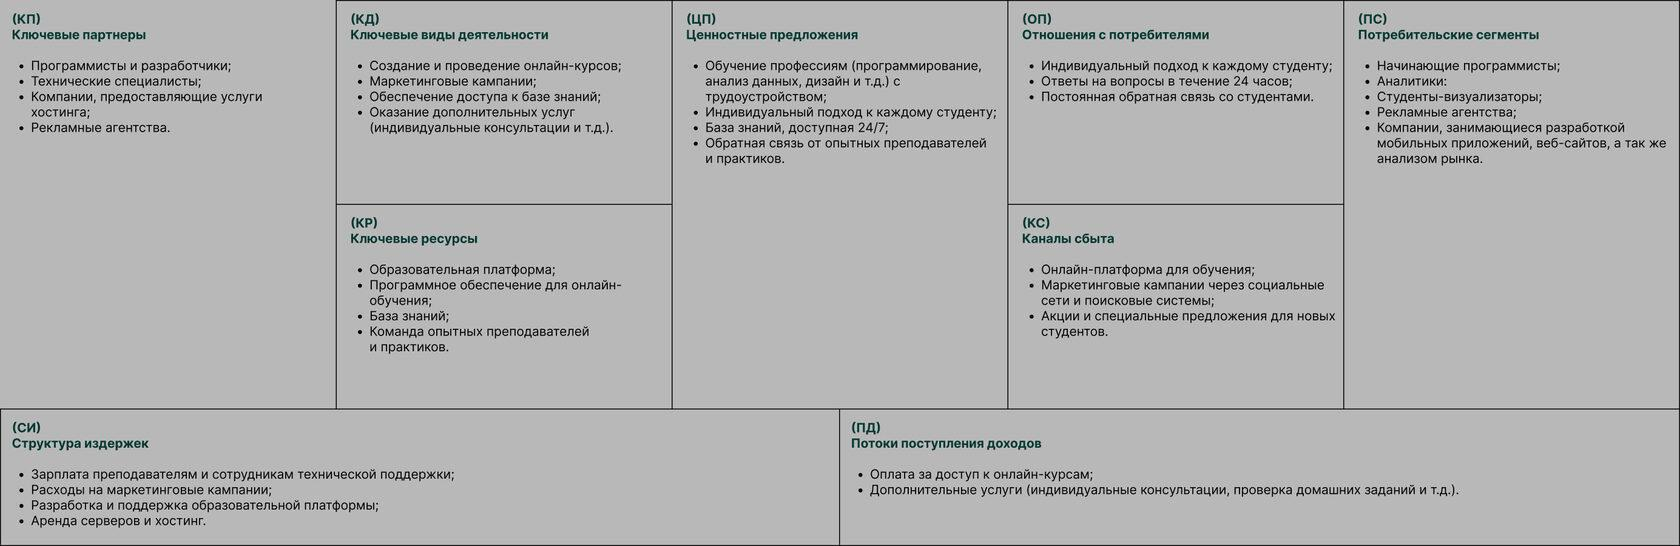 (КП)
Ключевые партнеры
• Программисты и разработчики;
• Технические специалисты;
• Компании, предоставляющие услуги
хостинга;
• Рекламные агентства.
(КД)
Ключевые виды деятельности
• Создание и проведение онлайн-курсов;
• Маркетинговые кампании;
• Обеспечение доступа к базе знаний;
• Оказание дополнительных услуг
(индивидуальные консультации и т.д.).
(КР)
Ключевые ресурсы
• Образовательная платформа;
• Программное обеспечение для онлайн-
обучения;
• База знаний;
• Команда опытных преподавателей
и практиков.
(ЦП)
Ценностные предложения
• Обучение профессиям (программирование,
анализ данных, дизайн и т.д.) с
трудоустройством;
• Индивидуальный подход к каждому студенту;
• База знаний, доступная 24/7;
• Обратная связь от опытных преподавателей
и практиков.
(ОП)
Отношения с потребителями
• Индивидуальный подход к каждому студенту;
• Ответы на вопросы в течение 24 часов;
• Постоянная обратная связь со студентами.
(КС)
Каналы сбыта
• Онлайн-платформа для обучения;
• Маркетинговые кампании через социальные
сети и поисковые системы;
• Акции и специальные предложения для новых
студентов.
(ПС)
Потребительские сегменты
• Начинающие программисты;
• Аналитики:
• Студенты-визуализаторы;
• Рекламные агентства;
• Компании, занимающиеся разработкой
мобильных приложений, веб-сайтов, а так же
анализом рынка.
(СИ)
Структура издержек
• Зарплата преподавателям и сотрудникам технической поддержки;
• Расходы на маркетинговые кампании;
• Разработка и поддержка образовательной платформы;
• Аренда серверов и хостинг.
(ПД)
Потоки поступления доходов
• Оплата за доступ к онлайн-курсам;
• Дополнительные услуги (индивидуальные консультации, проверка домашних заданий и т.д.).